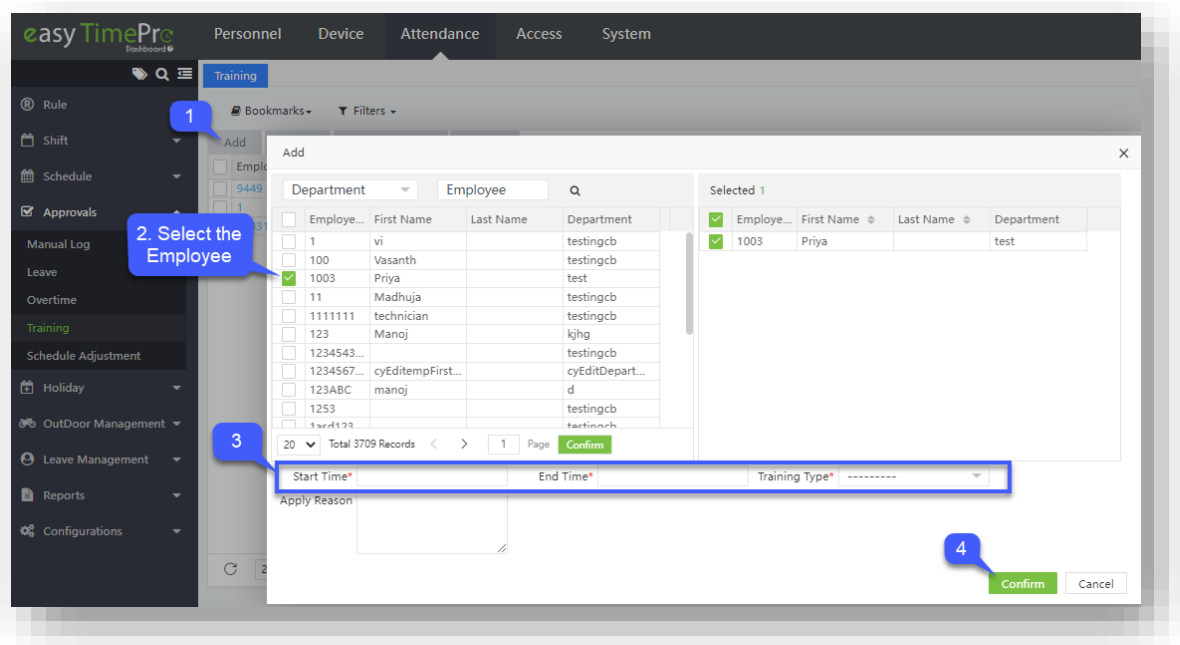 easy TimePro
Dashboard
Personnel Device Attendance Access System
Training
Bookmarks Filters
1
Rule
Shift
Schedule
Approvals
Manual Log
Leave
Overtime
Training
Schedule Adjustment
Holiday
OutDoor Management
Leave Management
Reports
Configurations
Add
9449
1
2. Select the
Employee
Add
Department Employee
Employe... First Name Last Name Department
1 vi testingcb
100 Vasanth testingcb
1003 Priya test
11 Madhuja testingcb
1111111 technician testingcb
123 Manoj kjhg
1234543... testingcb
1234567... cyEditempFirst... cyEditDepart...
123ABC manoj d
1253 testingcb
1asd123 testingcb
20 Total 3709 Records 1 Page Confirm
Selected 1
Employe... First Name Last Name Department
1003 Priya test
3
Start Time* End Time* Training Type* ---------
Apply Reason
4
Confirm Cancel